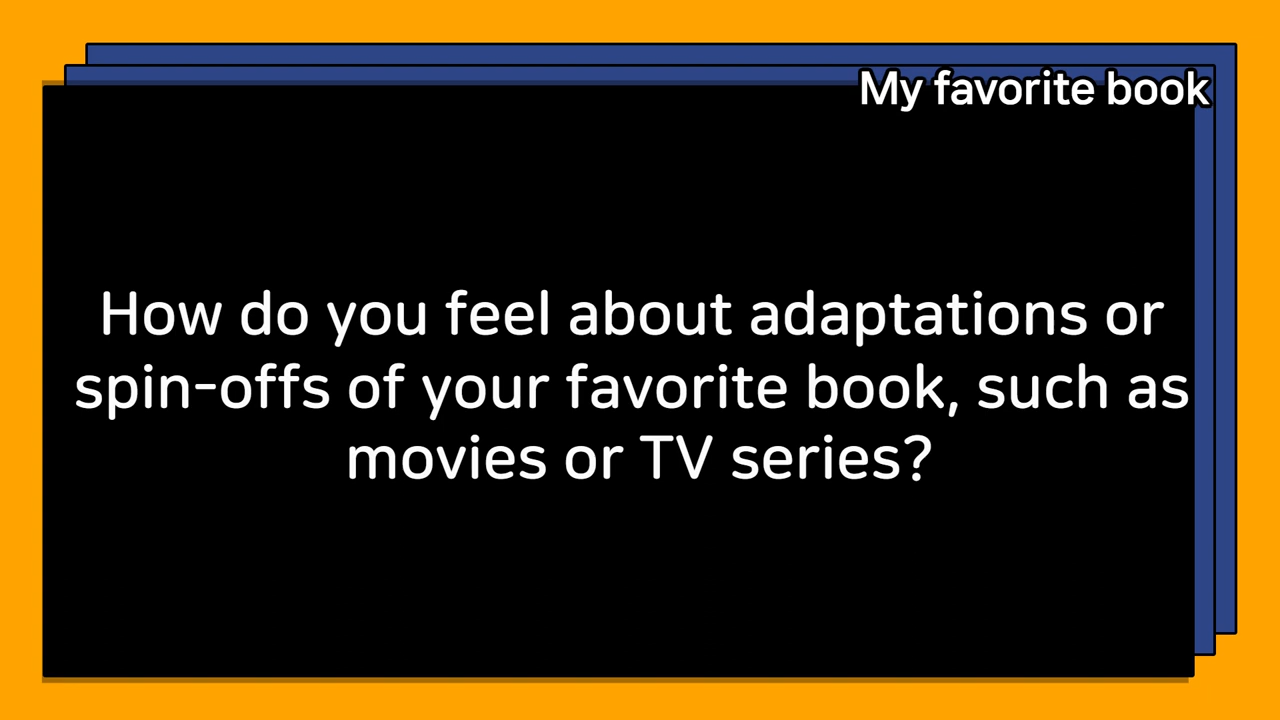 My favorite book
How do you feel about adaptations or
spin-offs of your favorite book, such as
movies or TV series?